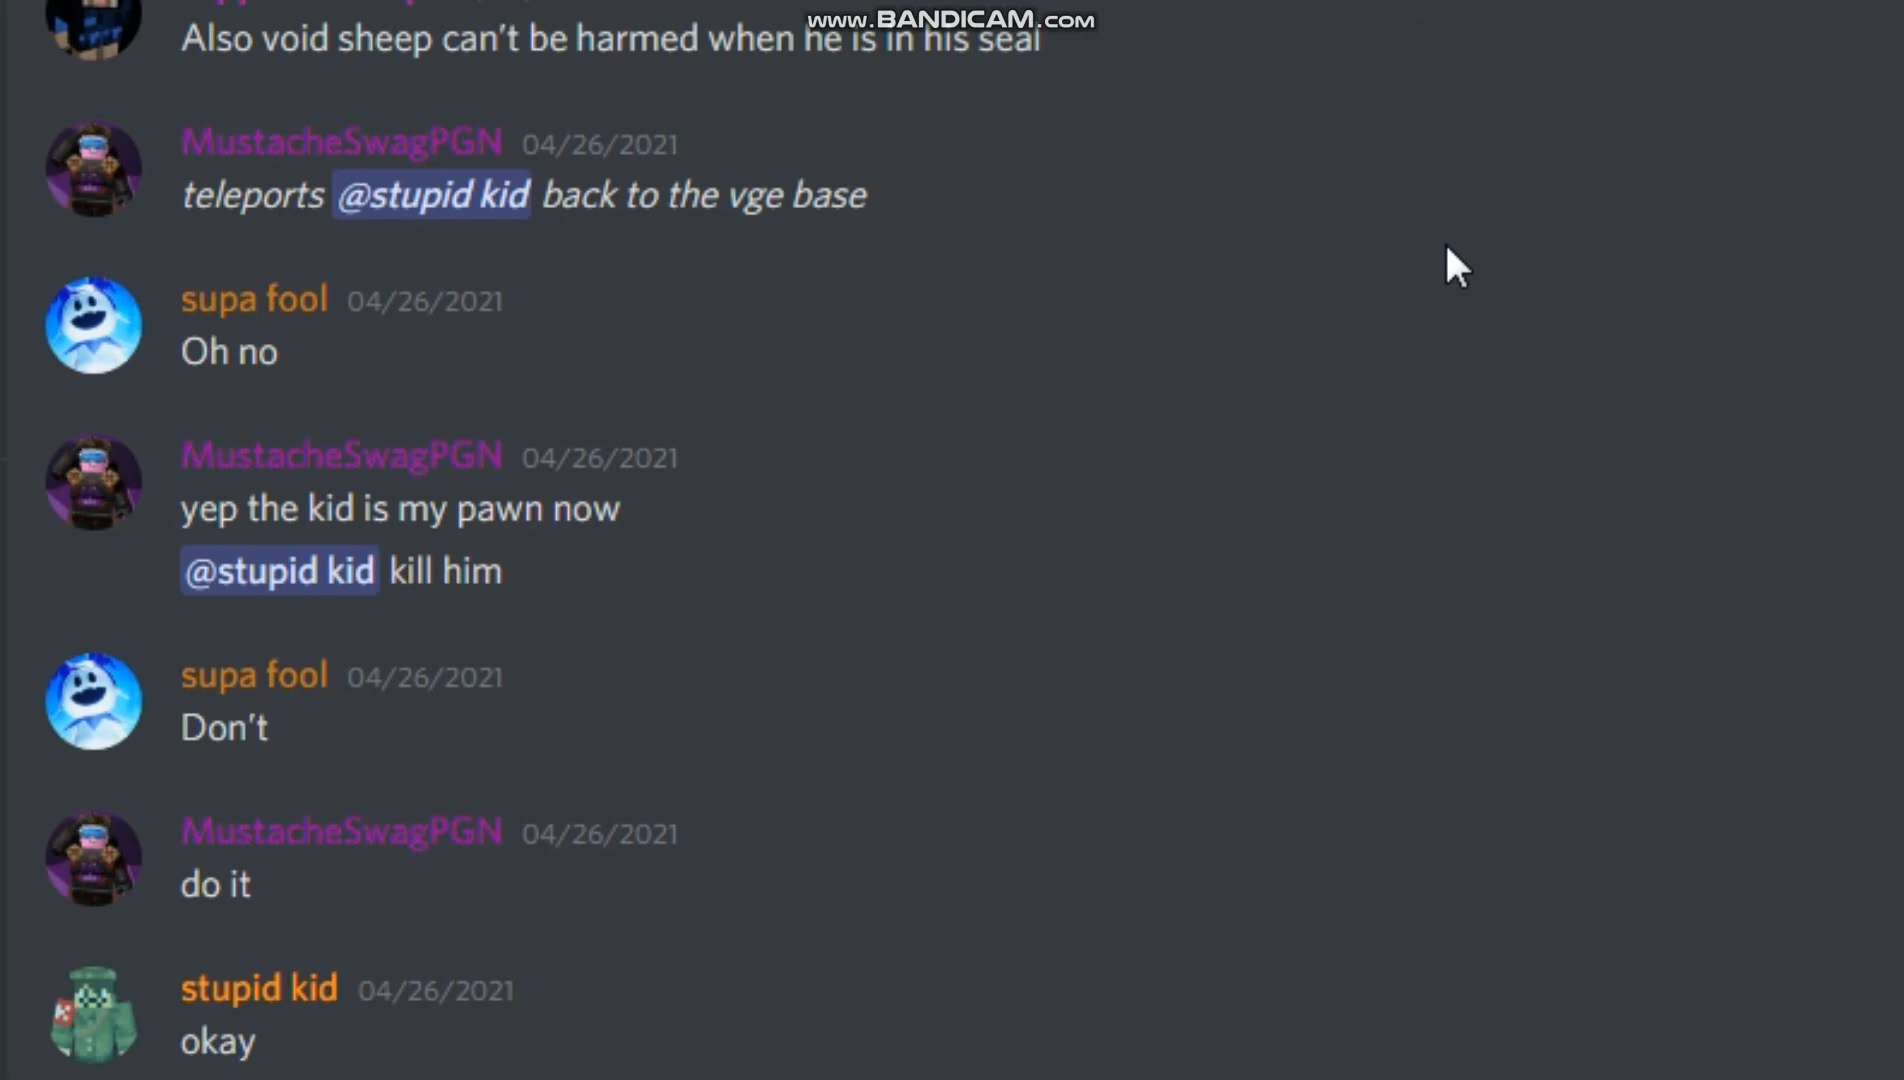 www.BANDICAM.com
Also void sheep can't be harmed when he is in his seal
MustacheSwagPGN 04/26/2021
teleports @stupid kid back to the vge base
supa fool 04/26/2021
Oh no
MustacheSwagPGN 04/26/2021
yep the kid is my pawn now
@stupid kid kill him
supa fool 04/26/2021
Don't
MustacheSwagPGN 04/26/2021
do it
stupid kid 04/26/2021
okay